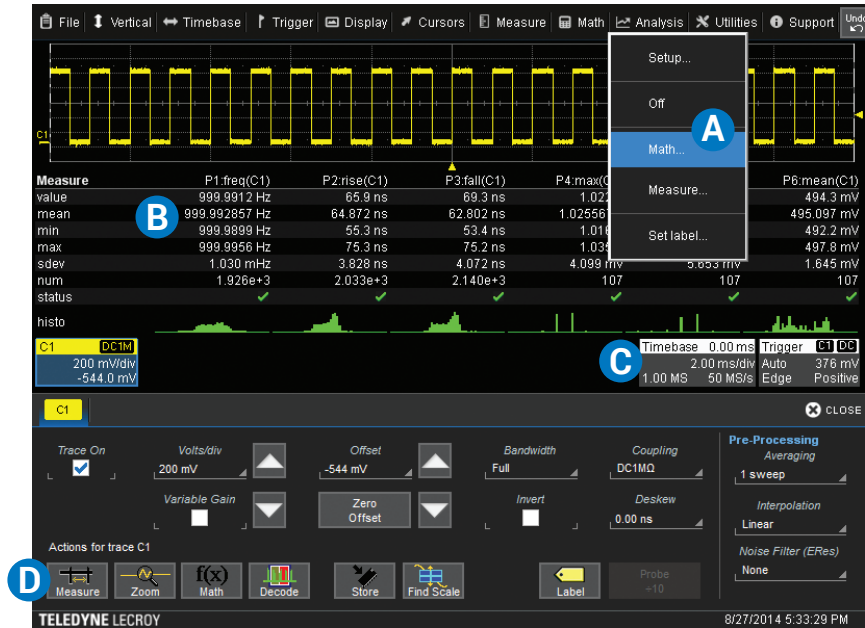 File Vertical Timebase Trigger Display Cursors Measure Math Analysis Utilities Support Undo
Setup...
Off
A
Math...
Measure...
Set label...
C1
Measure P1:freq(C1) P2:rise(C1) P3:fall(C1) P6:mean(C1)
value 999.9912 Hz 65.9 ns 69.3 ns 494.3 mV
B
mean 999.992857 Hz 64.872 ns 62.802 ns 495.097 mV
min 999.9899 Hz 55.3 ns 53.4 ns 492.2 mV
max 999.9956 Hz 75.3 ns 75.2 ns 497.8 mV
sdev 1.030 mHz 3.828 ns 4.072 ns 4.099 mV 5.653 mV 1.645 mV
num 1.926e+3 2.033e+3 2.140e+3 107 107 107
status
histo
C1 DC1M
200 mV/div
-544.0 mV
C
Timebase 0.00 ms Trigger C1 DC
2.00 ms/div Auto 376 mV
1.00 MS 50 MS/s Edge Positive
C1 CLOSE
Trace On Volts/div Offset Bandwidth Coupling
200 mV -544 mV Full DC1MΩ
Variable Gain Zero Offset Invert Deskew
0.00 ns
Pre-Processing
Averaging
1 sweep
Interpolation
Linear
Noise Filter (ERes)
None
Actions for trace C1
D
Measure Zoom f(x) Math Decode Store Find Scale Label Probe ÷10
TELEDYNE LECROY 8/27/2014 5:33:29 PM